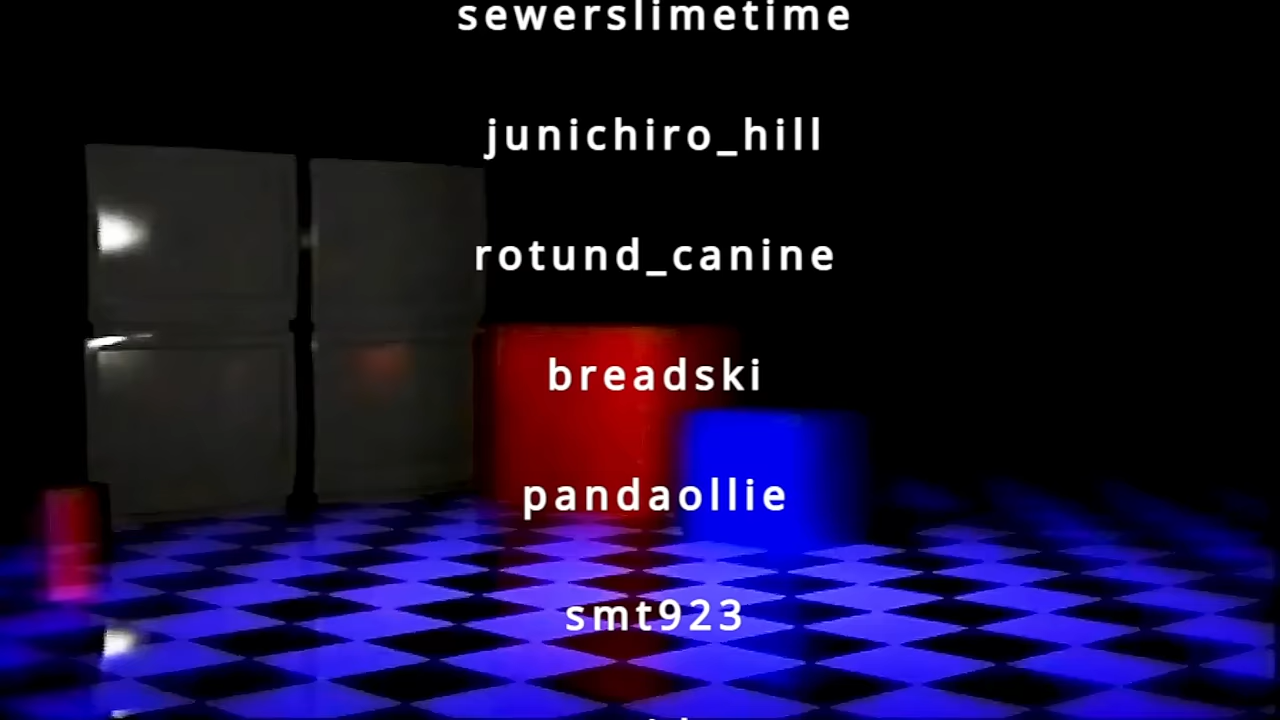 sewerslimetime
junichiro_hill
rotund_canine
breadski
pandaollie
smt923